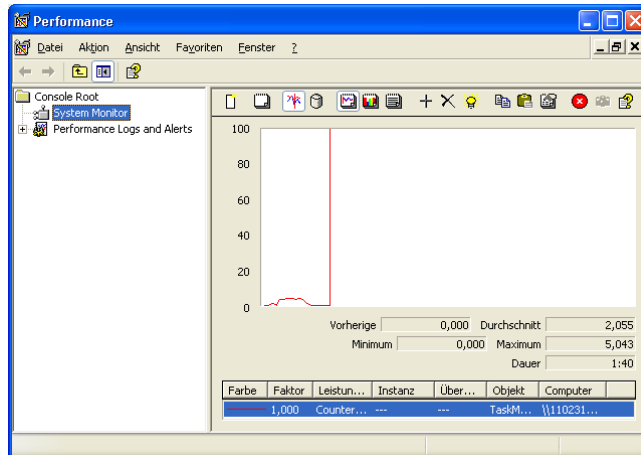 Performance
Datei Aktion Ansicht Favoriten Fenster ?
Console Root
System Monitor
Performance Logs and Alerts
100
80
60
40
20
0
Vorherige 0,000 Durchschnitt 2,055
Minimum 0,000 Maximum 5,043
Dauer 1:40
Farbe Faktor Leistun... Instanz Über... Objekt Computer
1,000 Counter... --- --- TaskM... \\110231...